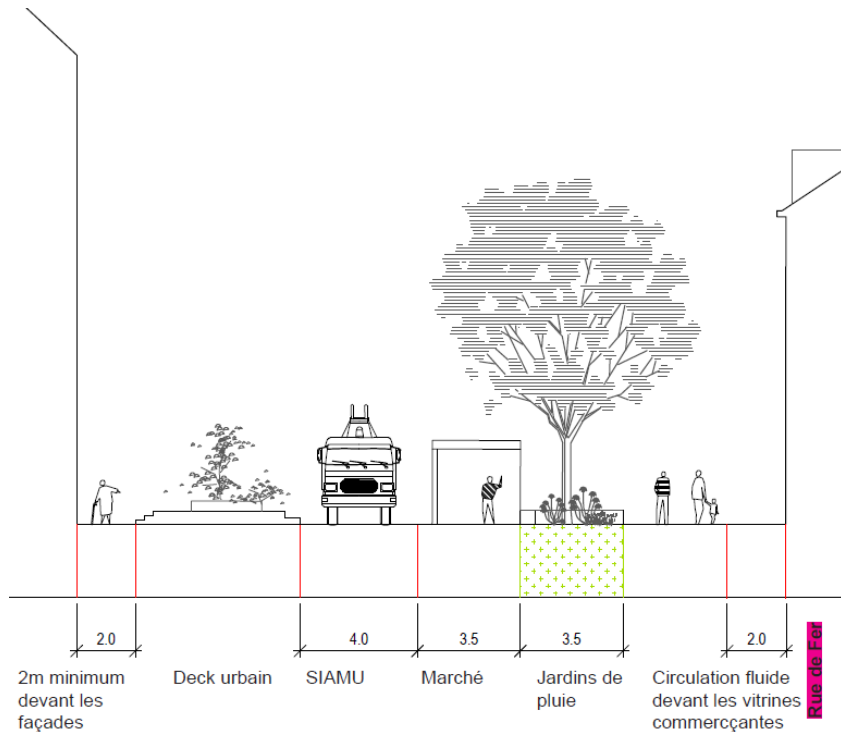 2.0
4.0
3.5
3.5
2.0
2m minimum
devant les
façades
Deck urbain
SIAMU
Marché
Jardins de
pluie
Circulation fluide
devant les vitrines
commercçantes
Rue de Fer